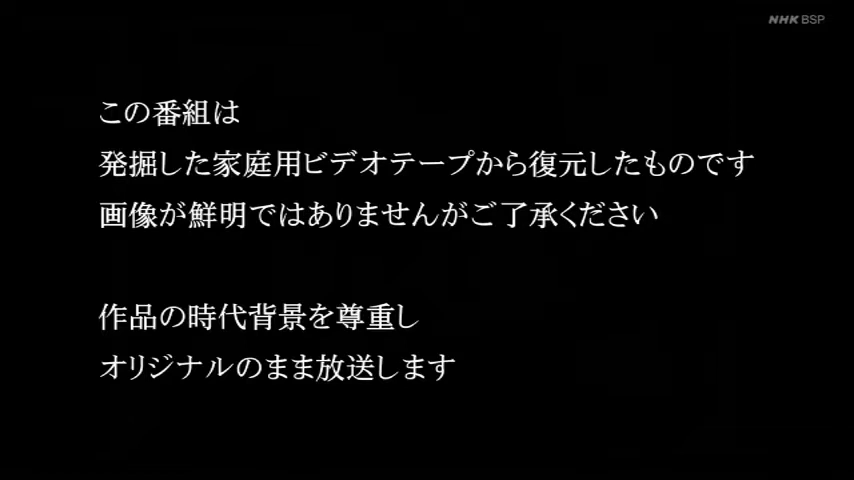 NHK BSP
この番組は
発掘した家庭用ビデオテープから復元したものです
画像が鮮明ではありませんがご了承ください
作品の時代背景を尊重し
オリジナルのまま放送します